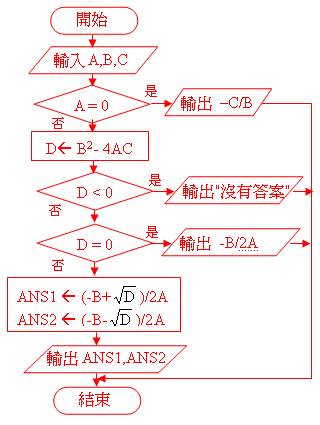 開始
輸入 A,B,C
A = 0
是
輸出 –C/B
否
D← B²- 4AC
D < 0
是
輸出"沒有答案"
否
D = 0
是
輸出 -B/2A
否
ANS1 ← (-B+√D )/2A
ANS2 ← (-B-√D )/2A
輸出 ANS1,ANS2
結束